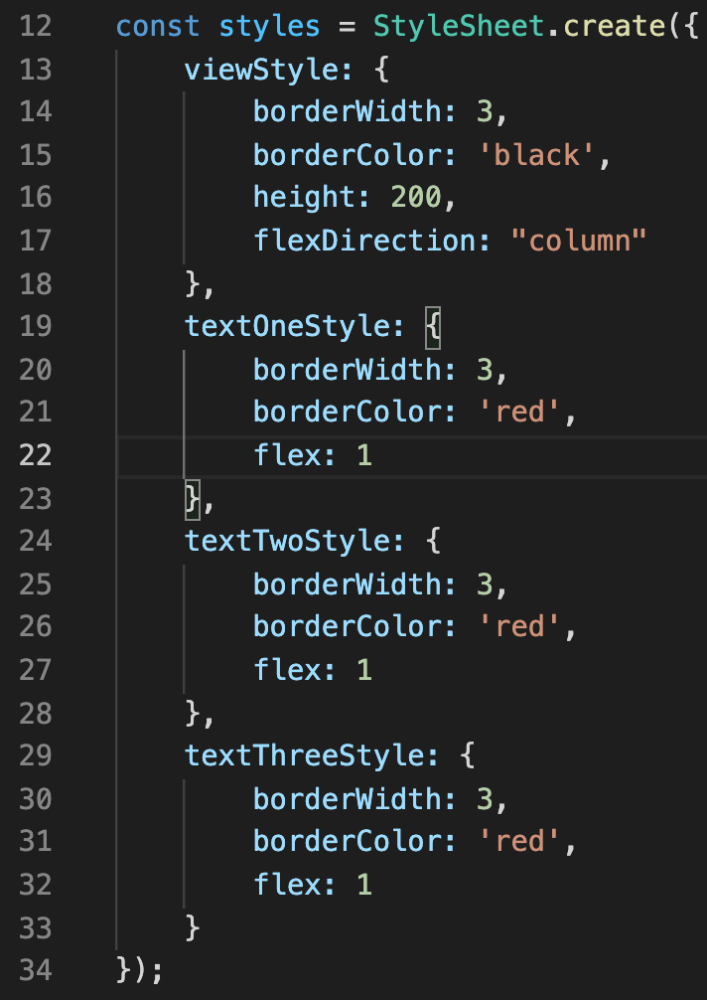 12 const styles = StyleSheet.create({
13 viewStyle: {
14 borderWidth: 3,
15 borderColor: 'black',
16 height: 200,
17 flexDirection: "column"
18 },
19 textOneStyle: {
20 borderWidth: 3,
21 borderColor: 'red',
22 flex: 1
23 },
24 textTwoStyle: {
25 borderWidth: 3,
26 borderColor: 'red',
27 flex: 1
28 },
29 textThreeStyle: {
30 borderWidth: 3,
31 borderColor: 'red',
32 flex: 1
33 }
34 });